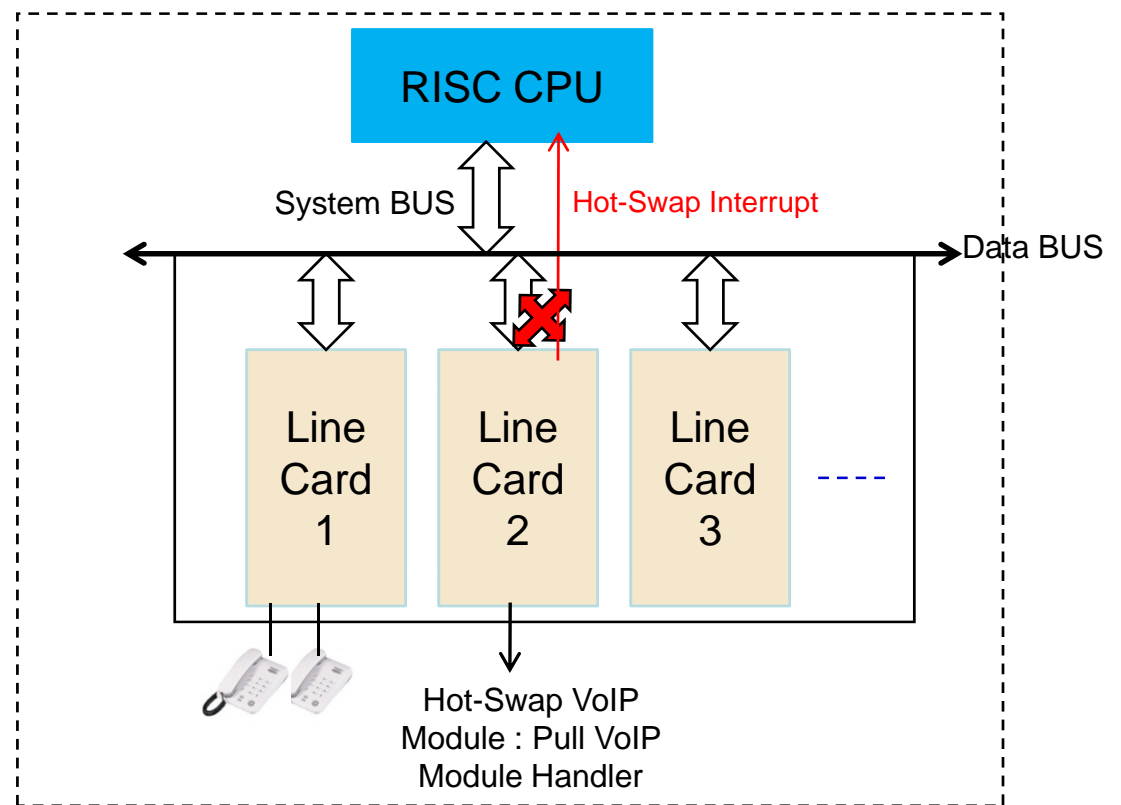 RISC CPU
System BUS
Hot-Swap Interrupt
Data BUS
Line
Card
1
Line
Card
2
Line
Card
3
Hot-Swap VoIP
Module : Pull VoIP
Module Handler